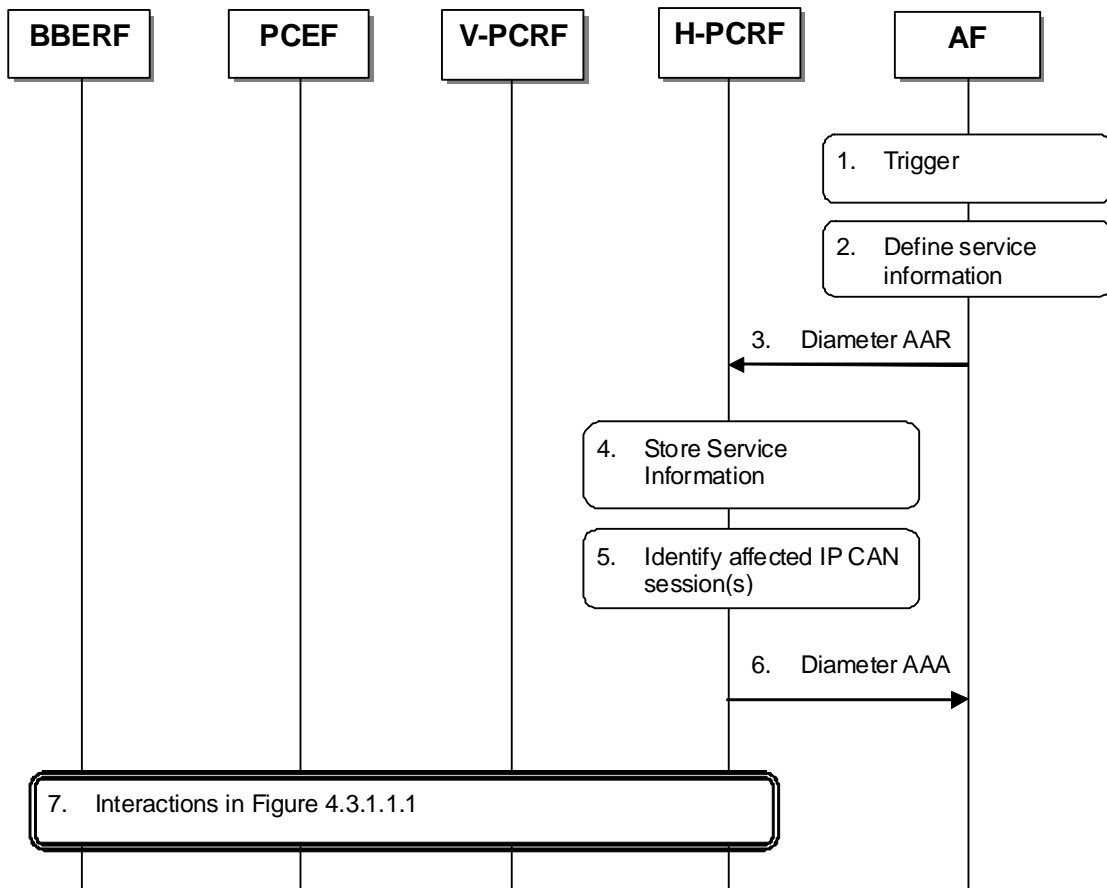 BBERF PCEF V-PCRF H-PCRF AF
1. Trigger
2. Define service
information
3. Diameter AAR
4. Store Service
Information
5. Identify affected IP CAN
session(s)
6. Diameter AAA
7. Interactions in Figure 4.3.1.1.1